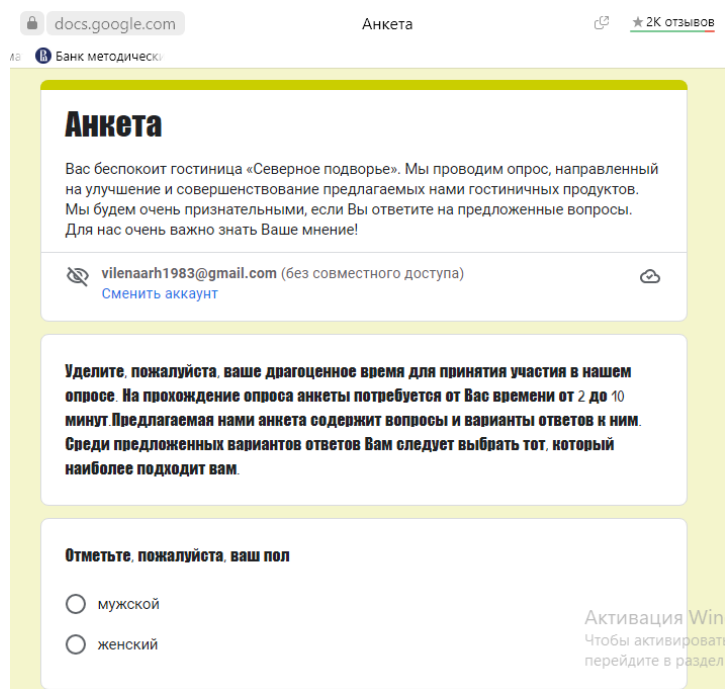 docs.google.com
Анкета
2K отзывов
Банк методически
Анкета
Вас беспокоит гостиница «Северное подворье». Мы проводим опрос, направленный
на улучшение и совершенствование предлагаемых нами гостиничных продуктов.
Мы будем очень признательными, если Вы ответите на предложенные вопросы.
Для нас очень важно знать Ваше мнение!
vilenaarh1983@gmail.com (без совместного доступа)
Сменить аккаунт
Уделите, пожалуйста, ваше драгоценное время для принятия участия в нашем
опросе. На прохождение опроса анкеты потребуется от Вас времени от 2 до 10
минут.Предлагаемая нами анкета содержит вопросы и варианты ответов к ним.
Среди предложенных вариантов ответов Вам следует выбрать тот, который
наиболее подходит вам.
Отметьте, пожалуйста, ваш пол
мужской
женский
Активация Win
Чтобы активировать
перейдите в раздел